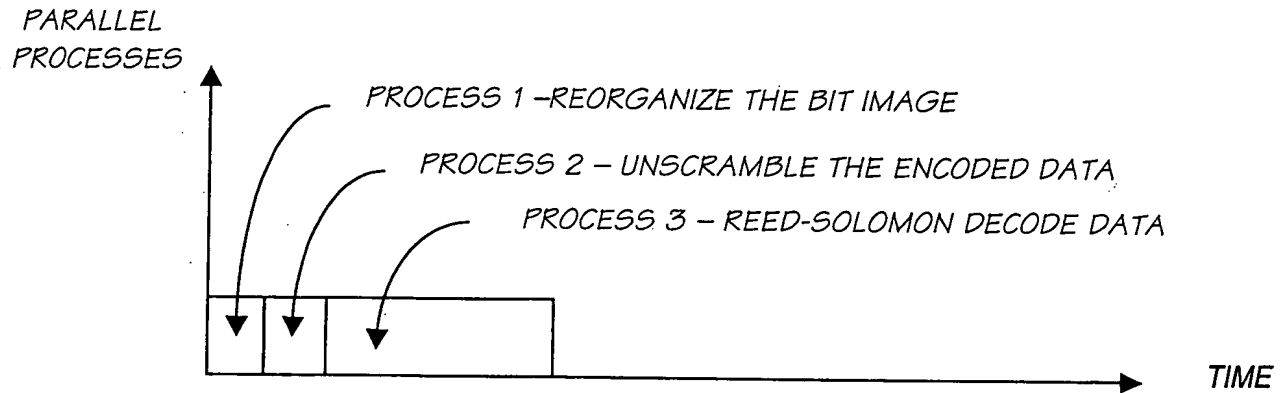 PARALLEL
PROCESSES
PROCESS 1 –REORGANIZE THE BIT IMAGE
PROCESS 2 – UNSCRAMBLE THE ENCODED DATA
PROCESS 3 – REED-SOLOMON DECODE DATA
TIME